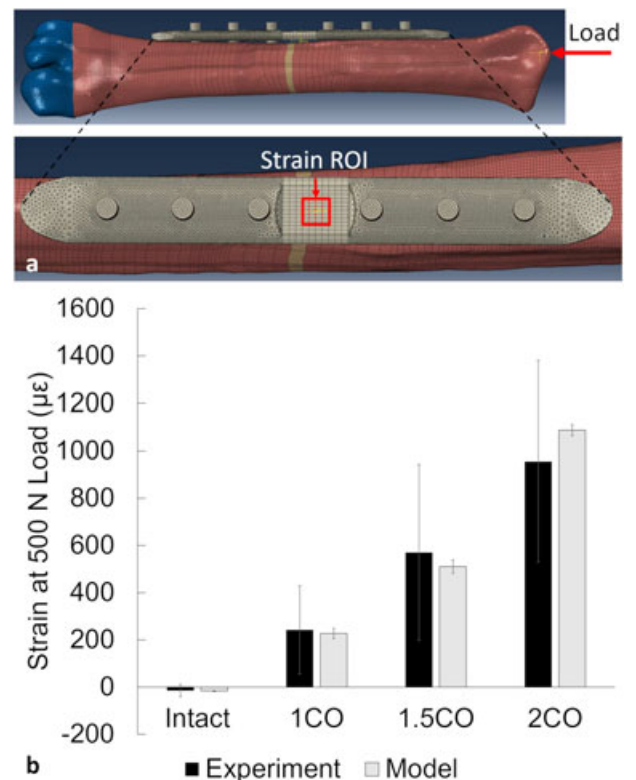 Load
Strain ROI
a
1600
1400
1200
1000
800
600
400
200
0
-200
Strain at 500 N Load (µε)
Intact 1CO 1.5CO 2CO
b
Experiment Model